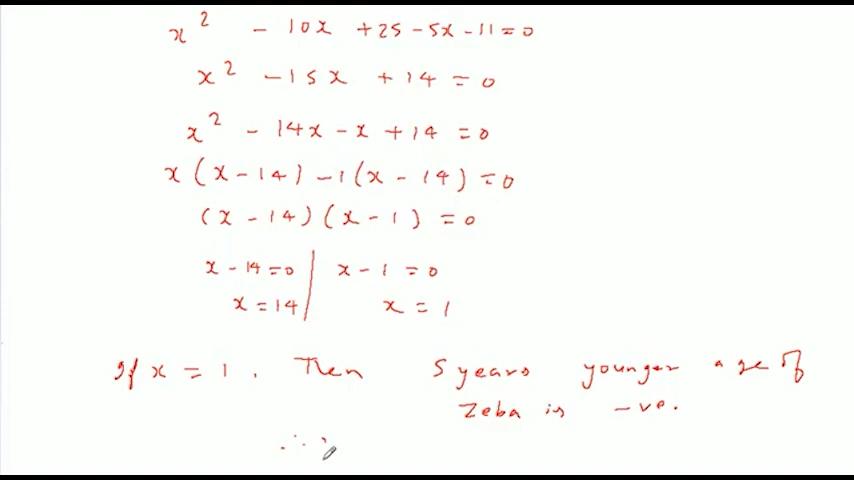 x² - 10x + 25 - 5x - 11 = 0
x² - 15x + 14 = 0
x² - 14x - x + 14 = 0
x(x - 14) - 1(x - 14) = 0
(x - 14)(x - 1) = 0
x - 14 = 0 | x - 1 = 0
x = 14 | x = 1
If x = 1. Then 5 years younger age of
Zeba is -ve.
∴